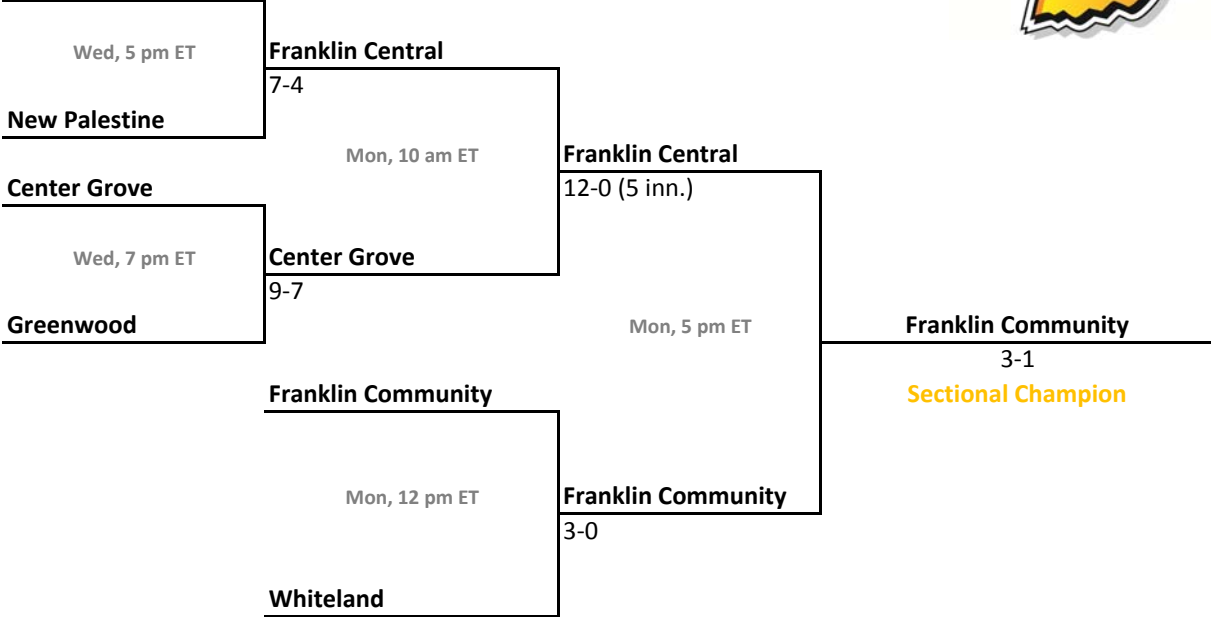 Wed, 5 pm ET
Franklin Central
7-4
New Palestine
Mon, 10 am ET
Franklin Central
12-0 (5 inn.)
Center Grove
Wed, 7 pm ET
Center Grove
9-7
Greenwood
Mon, 5 pm ET
Franklin Community
3-1
Sectional Champion
Franklin Community
Mon, 12 pm ET
Franklin Community
3-0
Whiteland